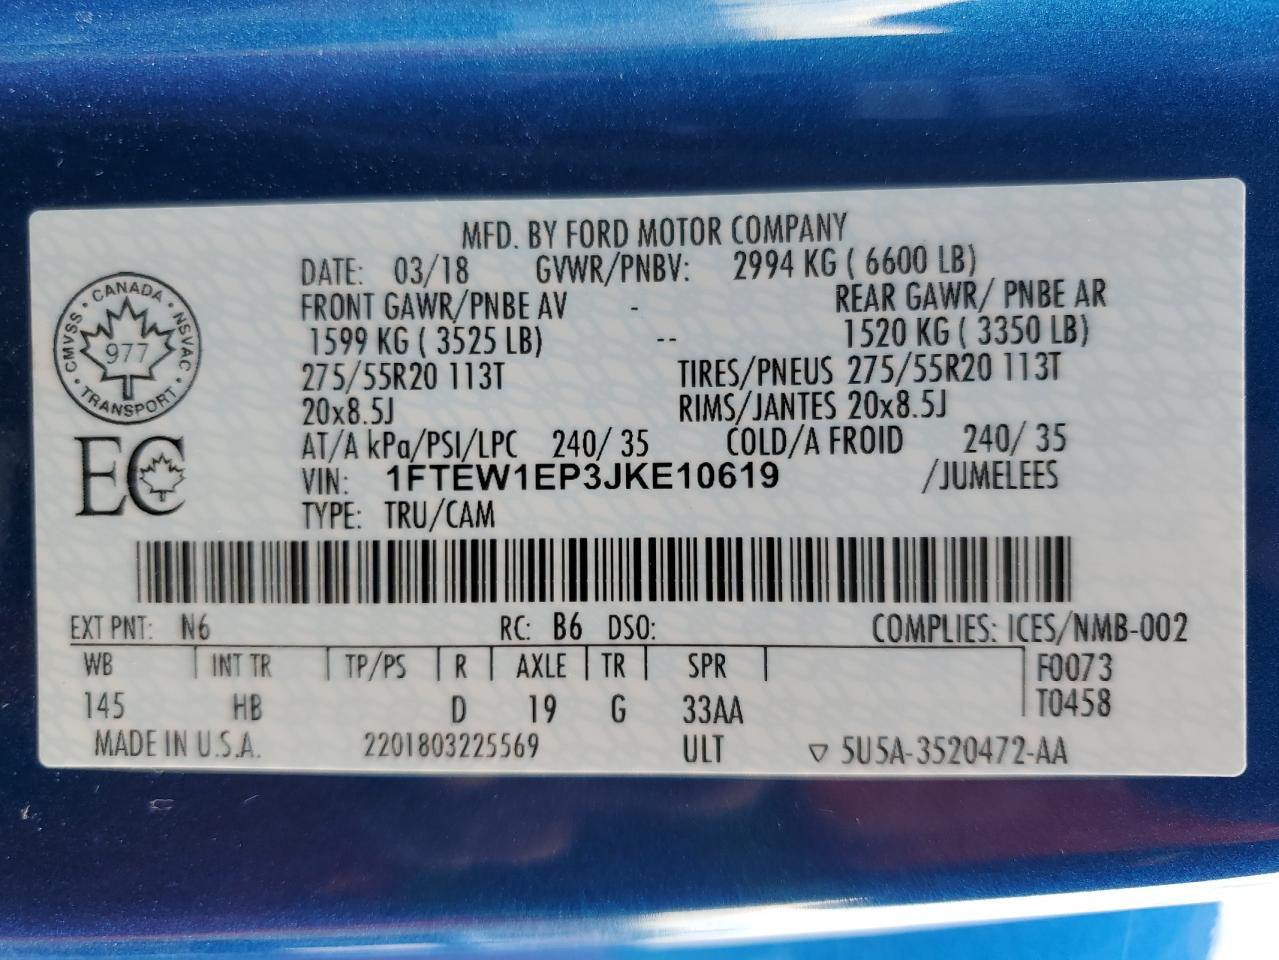 MFD. BY FORD MOTOR COMPANY
DATE: 03/18 GVWR/PNBV: 2994 KG ( 6600 LB)
FRONT GAWR/PNBE AV - REAR GAWR/ PNBE AR
1599 KG ( 3525 LB) -- 1520 KG ( 3350 LB)
275/55R20 113T TIRES/PNEUS 275/55R20 113T
20x8.5J RIMS/JANTES 20x8.5J
AT/A kPa/PSI/LPC 240/ 35 COLD/A FROID 240/ 35
VIN: 1FTEW1EP3JKE10619 /JUMELEES
TYPE: TRU/CAM
CANADA
CMVSS · NSVAC
977
TRANSPORT
EC
EXT PNT: N6 RC: B6 DSO: COMPLIES: ICES/NMB-002
WB INT TR TP/PS R AXLE TR SPR F0073
145 HB D 19 G 33AA T0458
MADE IN U.S.A. 2201803225569 ULT ▽ 5U5A-3520472-AA